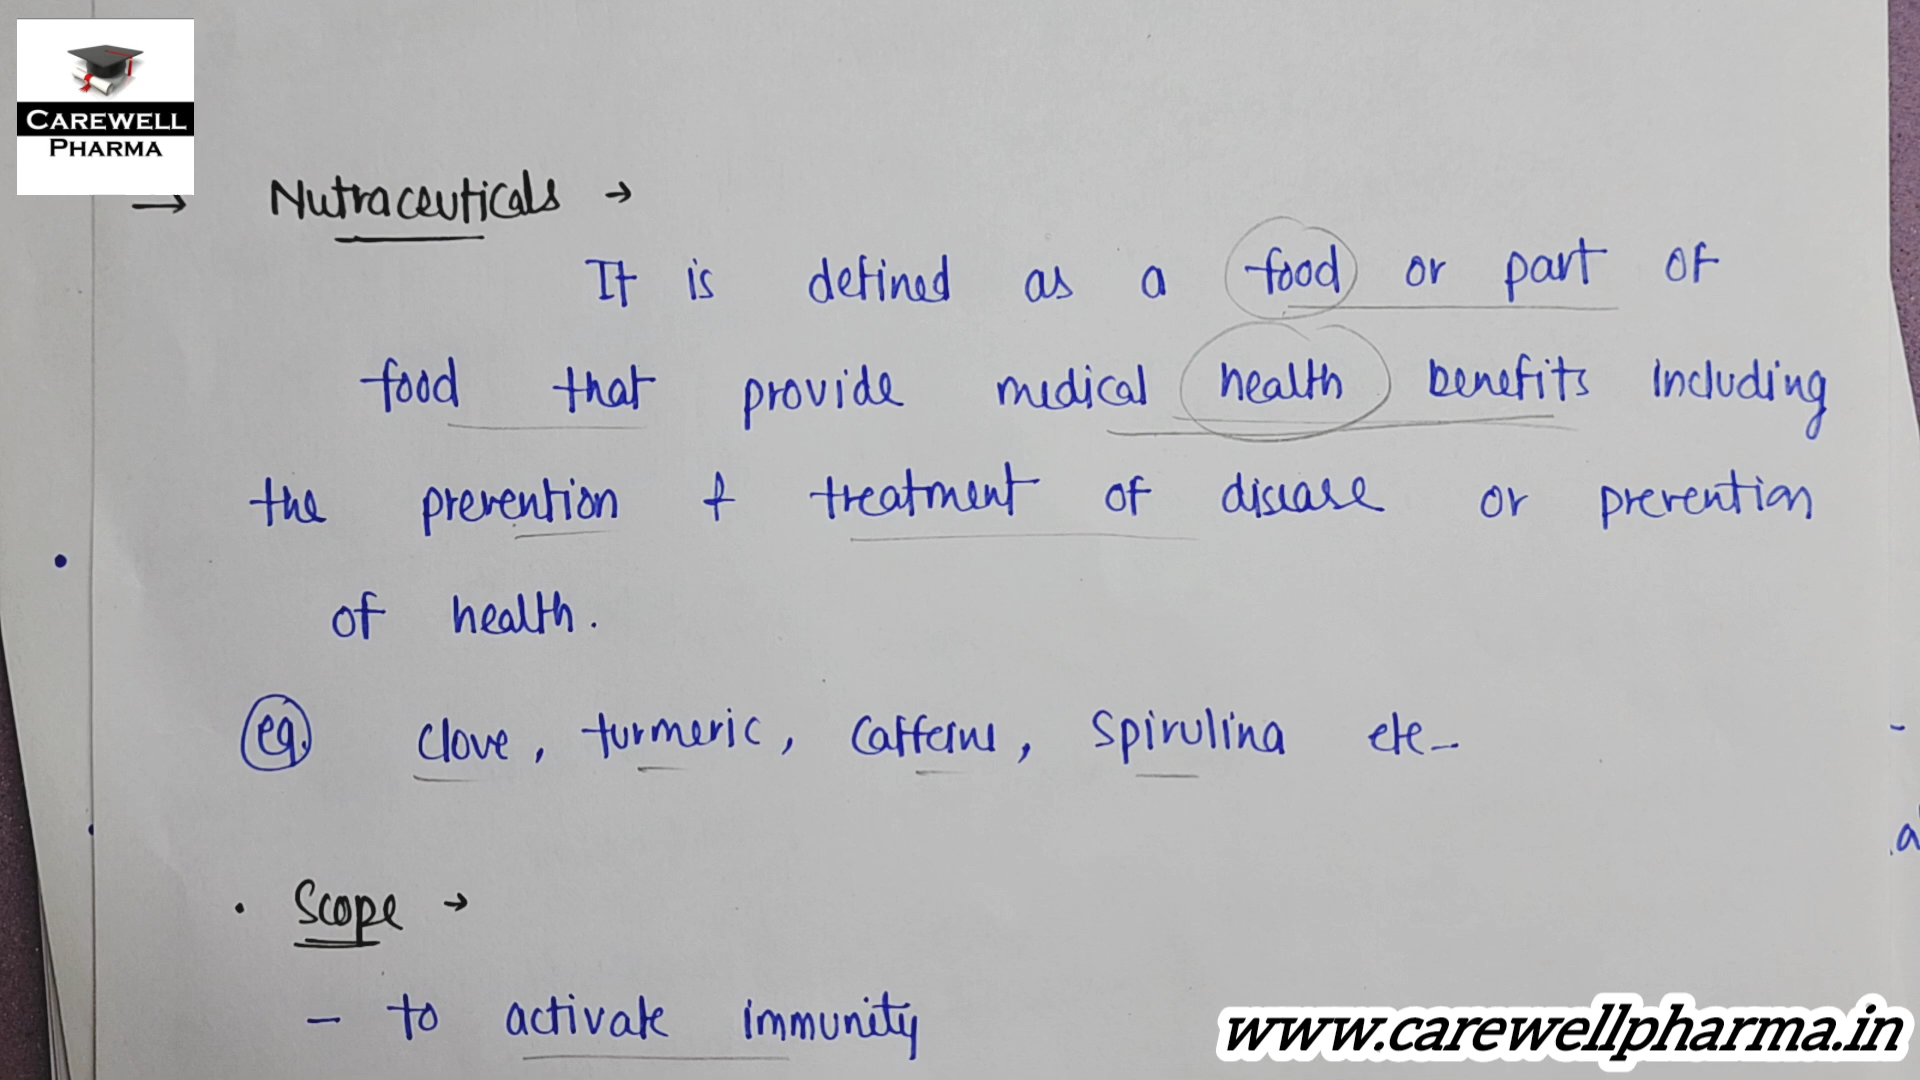 CAREWELL
PHARMA
→ Nutraceuticals →
It is defined as a food or part of
food that provide medical health benefits including
the prevention & treatment of disease or prevention
of health.
eg. clove, turmeric, Caffeine, Spirulina etc -
• Scope →
- to activate immunity
www.carewellpharma.in